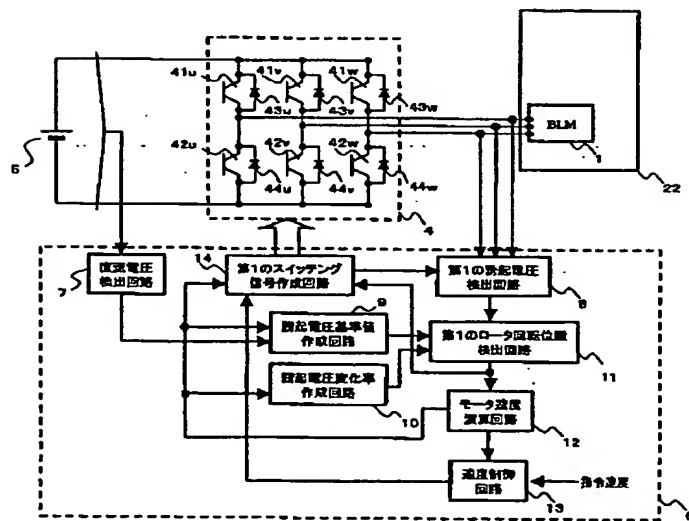 41u
41v
41w
43u
43v
43w
BLM
1
42u
42v
42w
44u
44v
44w
4
22
直流電圧
検出回路
7
14
第1のスイッチング
信号作成回路
第1の誘起電圧
検出回路
8
9
誘起電圧基準値
作成回路
第1のロータ回転位置
検出回路
11
誘起電圧変化率
作成回路
10
モータ速度
演算回路
12
速度制御
回路
13
指令速度